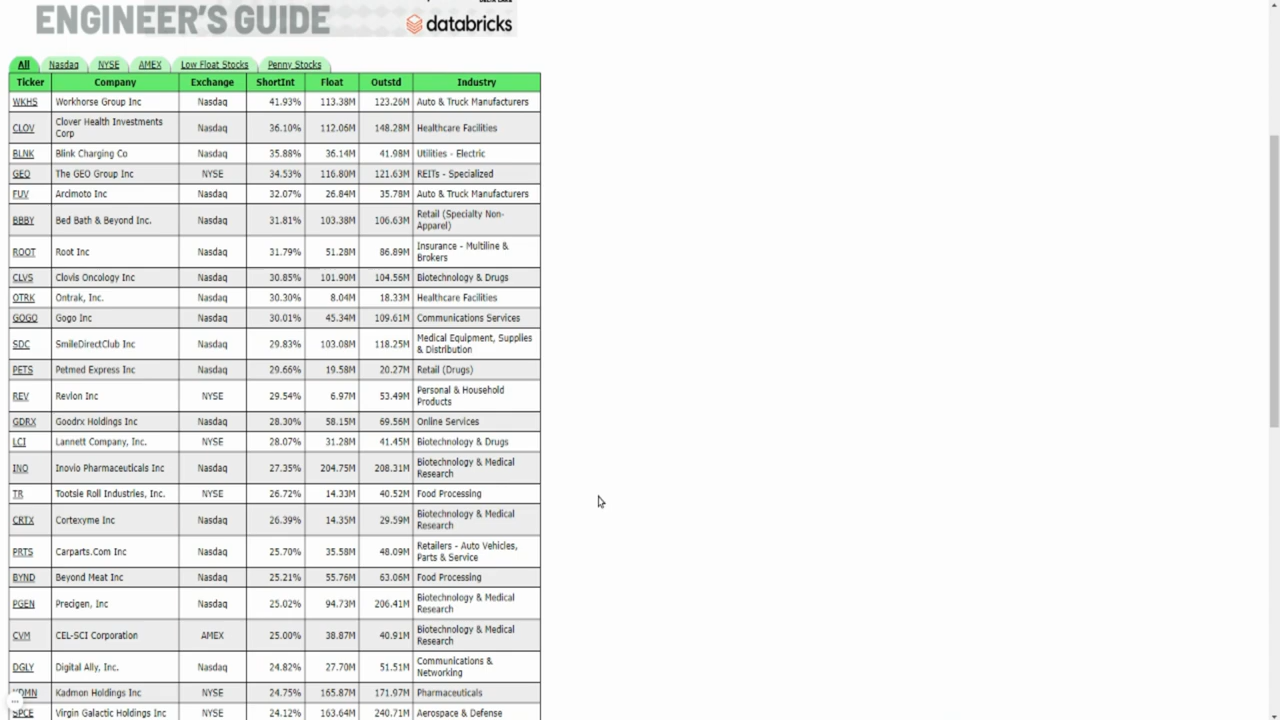 ENGINEER'S GUIDE
databricks
All Nasdaq NYSE AMEX Low Float Stocks Penny Stocks
Ticker Company Exchange ShortInt Float Outstd Industry
WKHS Workhorse Group Inc Nasdaq 41.93% 113.38M 123.26M Auto & Truck Manufacturers
CLOV Clover Health Investments Corp Nasdaq 36.10% 112.06M 148.28M Healthcare Facilities
BLNK Blink Charging Co Nasdaq 35.88% 36.14M 41.98M Utilities - Electric
GEO The GEO Group Inc NYSE 34.53% 116.80M 121.63M REITs - Specialized
FUV Arcimoto Inc Nasdaq 32.07% 26.84M 35.78M Auto & Truck Manufacturers
BBBY Bed Bath & Beyond Inc. Nasdaq 31.81% 103.38M 106.63M Retail (Specialty Non-Apparel)
ROOT Root Inc Nasdaq 31.79% 51.28M 86.89M Insurance - Multiline & Brokers
CLVS Clovis Oncology Inc Nasdaq 30.85% 101.90M 104.56M Biotechnology & Drugs
OTRK Ontrak, Inc. Nasdaq 30.30% 8.04M 18.33M Healthcare Facilities
GOGO Gogo Inc Nasdaq 30.01% 45.34M 109.61M Communications Services
SDC SmileDirectClub Inc Nasdaq 29.83% 103.08M 118.25M Medical Equipment, Supplies & Distribution
PETS Petmed Express Inc Nasdaq 29.66% 19.58M 20.27M Retail (Drugs)
REV Revlon Inc NYSE 29.54% 6.97M 53.49M Personal & Household Products
GDRX Goodrx Holdings Inc Nasdaq 28.30% 58.15M 69.56M Online Services
LCI Lannett Company, Inc. NYSE 28.07% 31.28M 41.45M Biotechnology & Drugs
INO Inovio Pharmaceuticals Inc Nasdaq 27.35% 204.75M 208.31M Biotechnology & Medical Research
TR Tootsie Roll Industries, Inc. NYSE 26.72% 14.33M 40.52M Food Processing
CRTX Cortexyme Inc Nasdaq 26.39% 14.35M 29.59M Biotechnology & Medical Research
PRTS Carparts.Com Inc Nasdaq 25.70% 35.58M 48.09M Retailers - Auto Vehicles, Parts & Service
BYND Beyond Meat Inc Nasdaq 25.21% 55.76M 63.06M Food Processing
PGEN Precigen, Inc Nasdaq 25.02% 94.73M 206.41M Biotechnology & Medical Research
CVM CEL-SCI Corporation AMEX 25.00% 38.87M 40.91M Biotechnology & Medical Research
DGLY Digital Ally, Inc. Nasdaq 24.82% 27.70M 51.51M Communications & Networking
Kadmon Holdings Inc NYSE 24.75% 165.87M 171.97M Pharmaceuticals
SPCE Virgin Galactic Holdings Inc NYSE 24.12% 163.64M 240.71M Aerospace & Defense